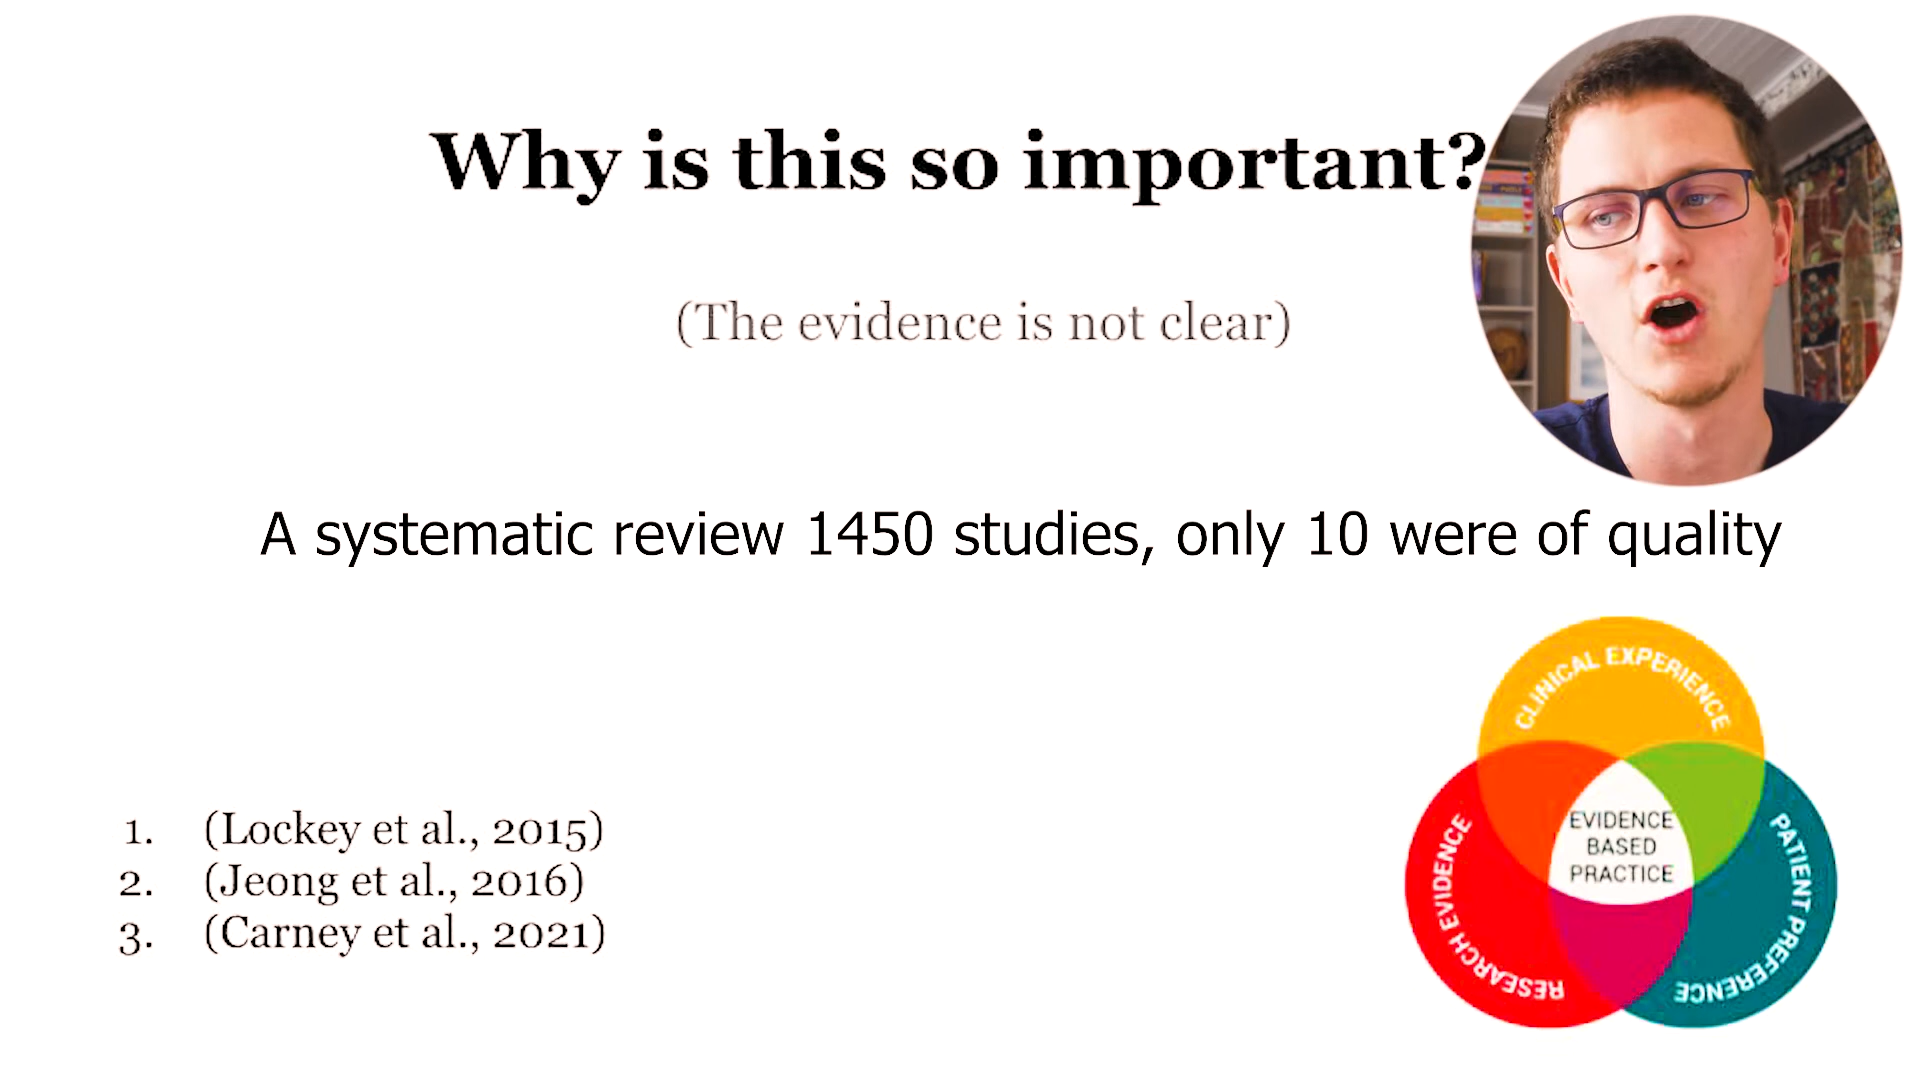 Why is this so important?
(The evidence is not clear)
A systematic review 1450 studies, only 10 were of quality
1. (Lockey et al., 2015)
2. (Jeong et al., 2016)
3. (Carney et al., 2021)
CLINICAL EXPERIENCE
EVIDENCE
BASED
PRACTICE
RESEARCH EVIDENCE
PATIENT PREFERENCE